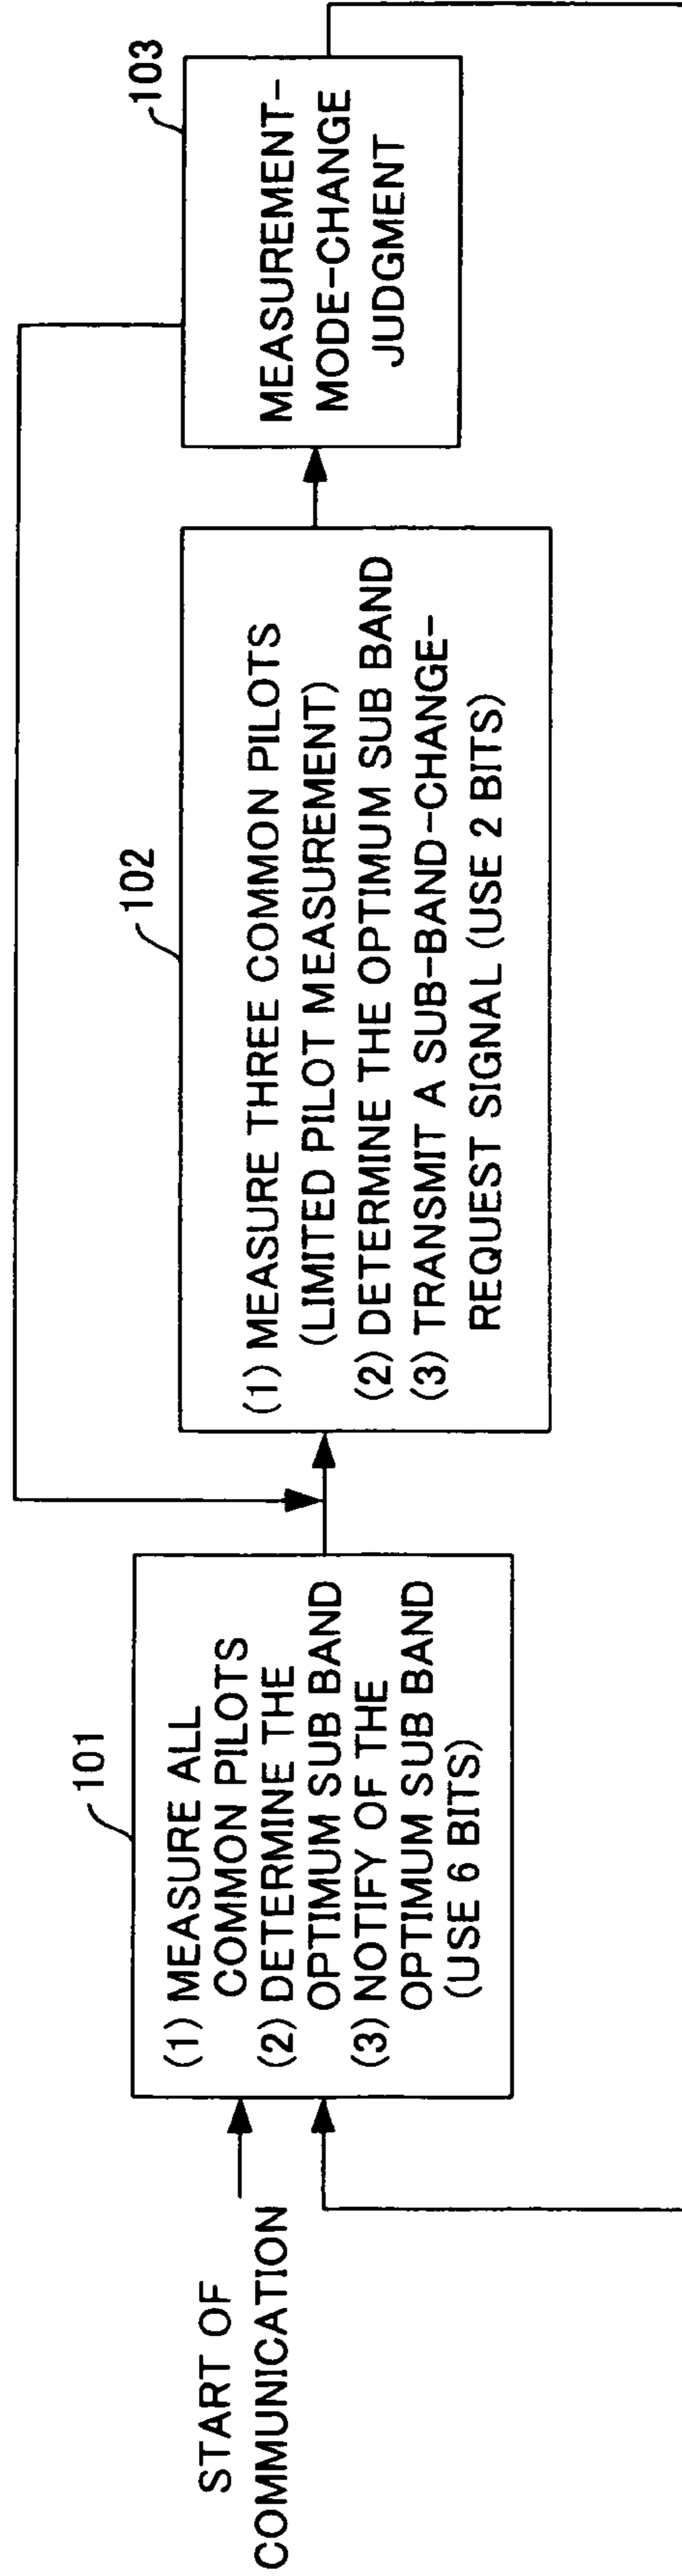 START OF
COMMUNICATION
101
(1) MEASURE ALL
COMMON PILOTS
(2) DETERMINE THE
OPTIMUM SUB BAND
(3) NOTIFY OF THE
OPTIMUM SUB BAND
(USE 6 BITS)
102
(1) MEASURE THREE COMMON PILOTS
(LIMITED PILOT MEASUREMENT)
(2) DETERMINE THE OPTIMUM SUB BAND
(3) TRANSMIT A SUB-BAND-CHANGE-
REQUEST SIGNAL (USE 2 BITS)
103
MEASUREMENT-
MODE-CHANGE
JUDGMENT